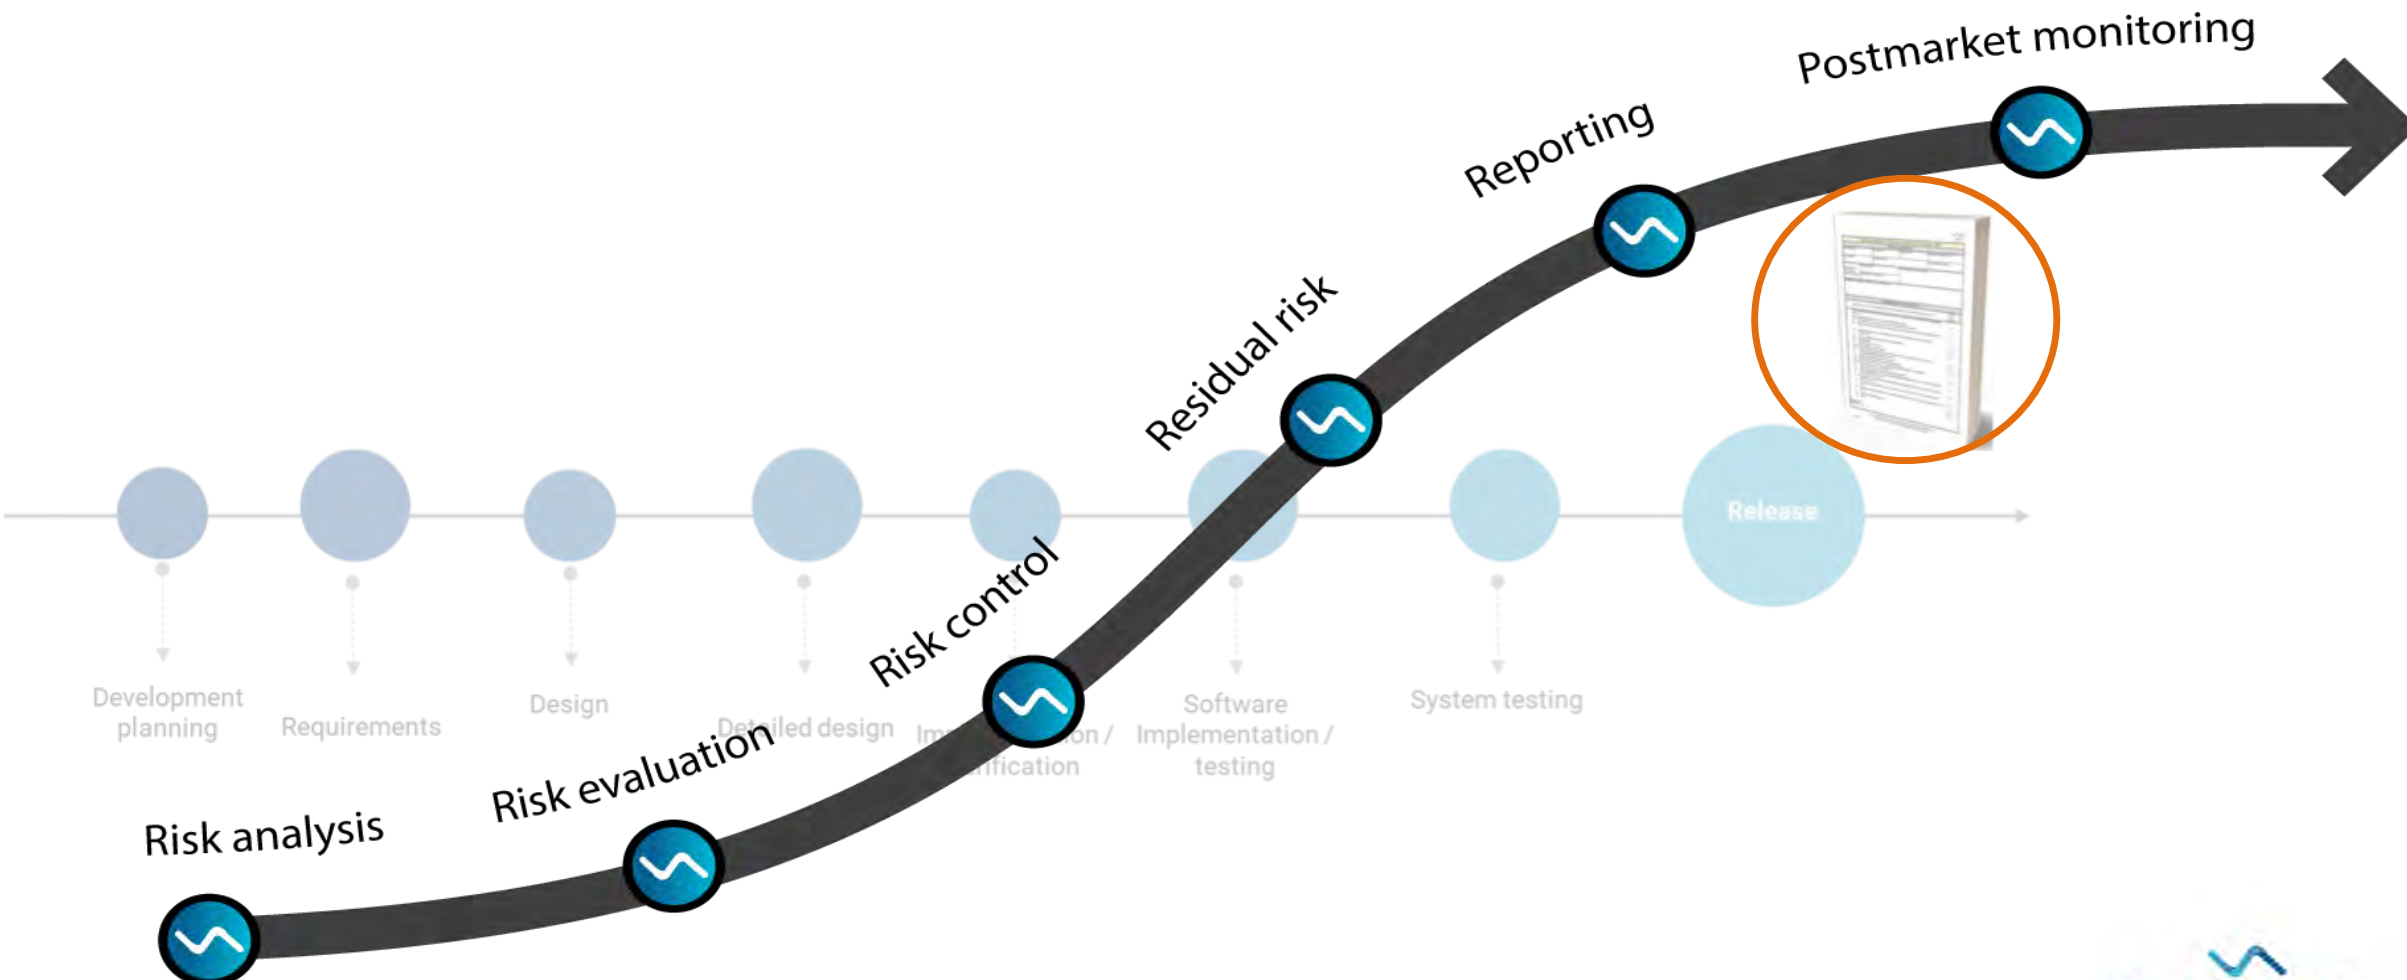 Postmarket monitoring
Reporting
Residual risk
Release
Risk control
Development
planning
Requirements
Design
Detailed design
Software
Implementation /
testing
System testing
Risk evaluation
Risk analysis